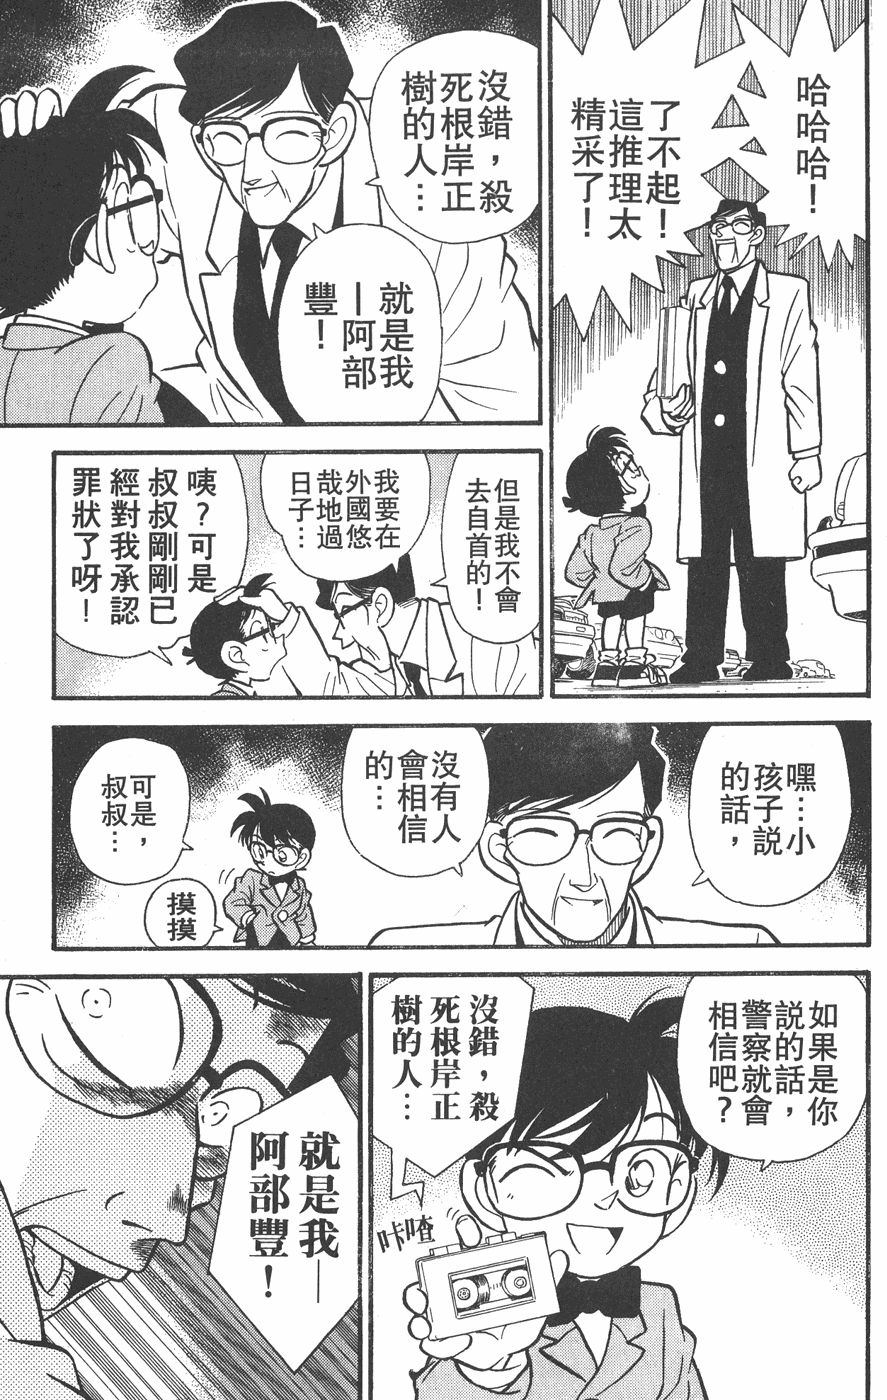 哈哈哈！
了不起！
這推理太
精采了！
沒錯，殺
死根岸正
樹的人…
就是我
—阿部
豐！
但是我不會
去自首的！
我要在
外國悠
哉地過
日子…
咦？可是
叔叔剛剛已
經對我承認
罪狀了呀！
嘿…小
孩子說
的話，
沒有人
會相信
的…
可是，
叔叔…
摸
摸
如果是你
說的話，
警察就會
相信吧？
沒錯，殺
死根岸正
樹的人…
咔喳
就是我—
阿部豐！